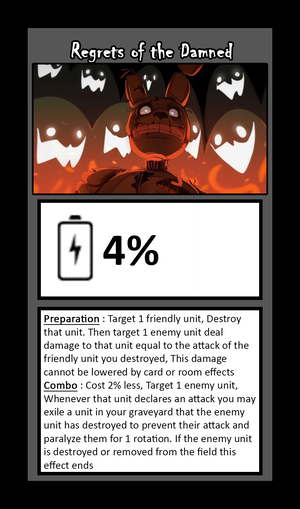 Regrets of the Damned
4%
Preparation : Target 1 friendly unit, Destroy
that unit. Then target 1 enemy unit deal
damage to that unit equal to the attack of the
friendly unit you destroyed, This damage
cannot be lowered by card or room effects
Combo : Cost 2% less, Target 1 enemy unit,
Whenever that unit declares an attack you may
exile a unit in your graveyard that the enemy
unit has destroyed to prevent their attack and
paralyze them for 1 rotation. If the enemy unit
is destroyed or removed from the field this
effect ends